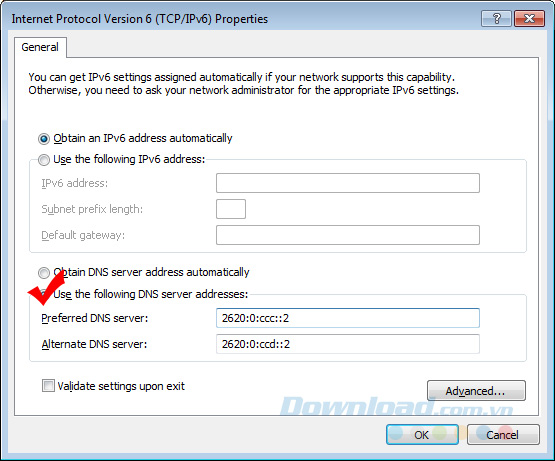 Internet Protocol Version 6 (TCP/IPv6) Properties
General
You can get IPv6 settings assigned automatically if your network supports this capability.
Otherwise, you need to ask your network administrator for the appropriate IPv6 settings.
Obtain an IPv6 address automatically
Use the following IPv6 address:
IPv6 address:
Subnet prefix length:
Default gateway:
Obtain DNS server address automatically
Use the following DNS server addresses:
Preferred DNS server: 2620:0:ccc::2
Alternate DNS server: 2620:0:ccd::2
Validate settings upon exit
Advanced...
Download.com.vn
OK Cancel